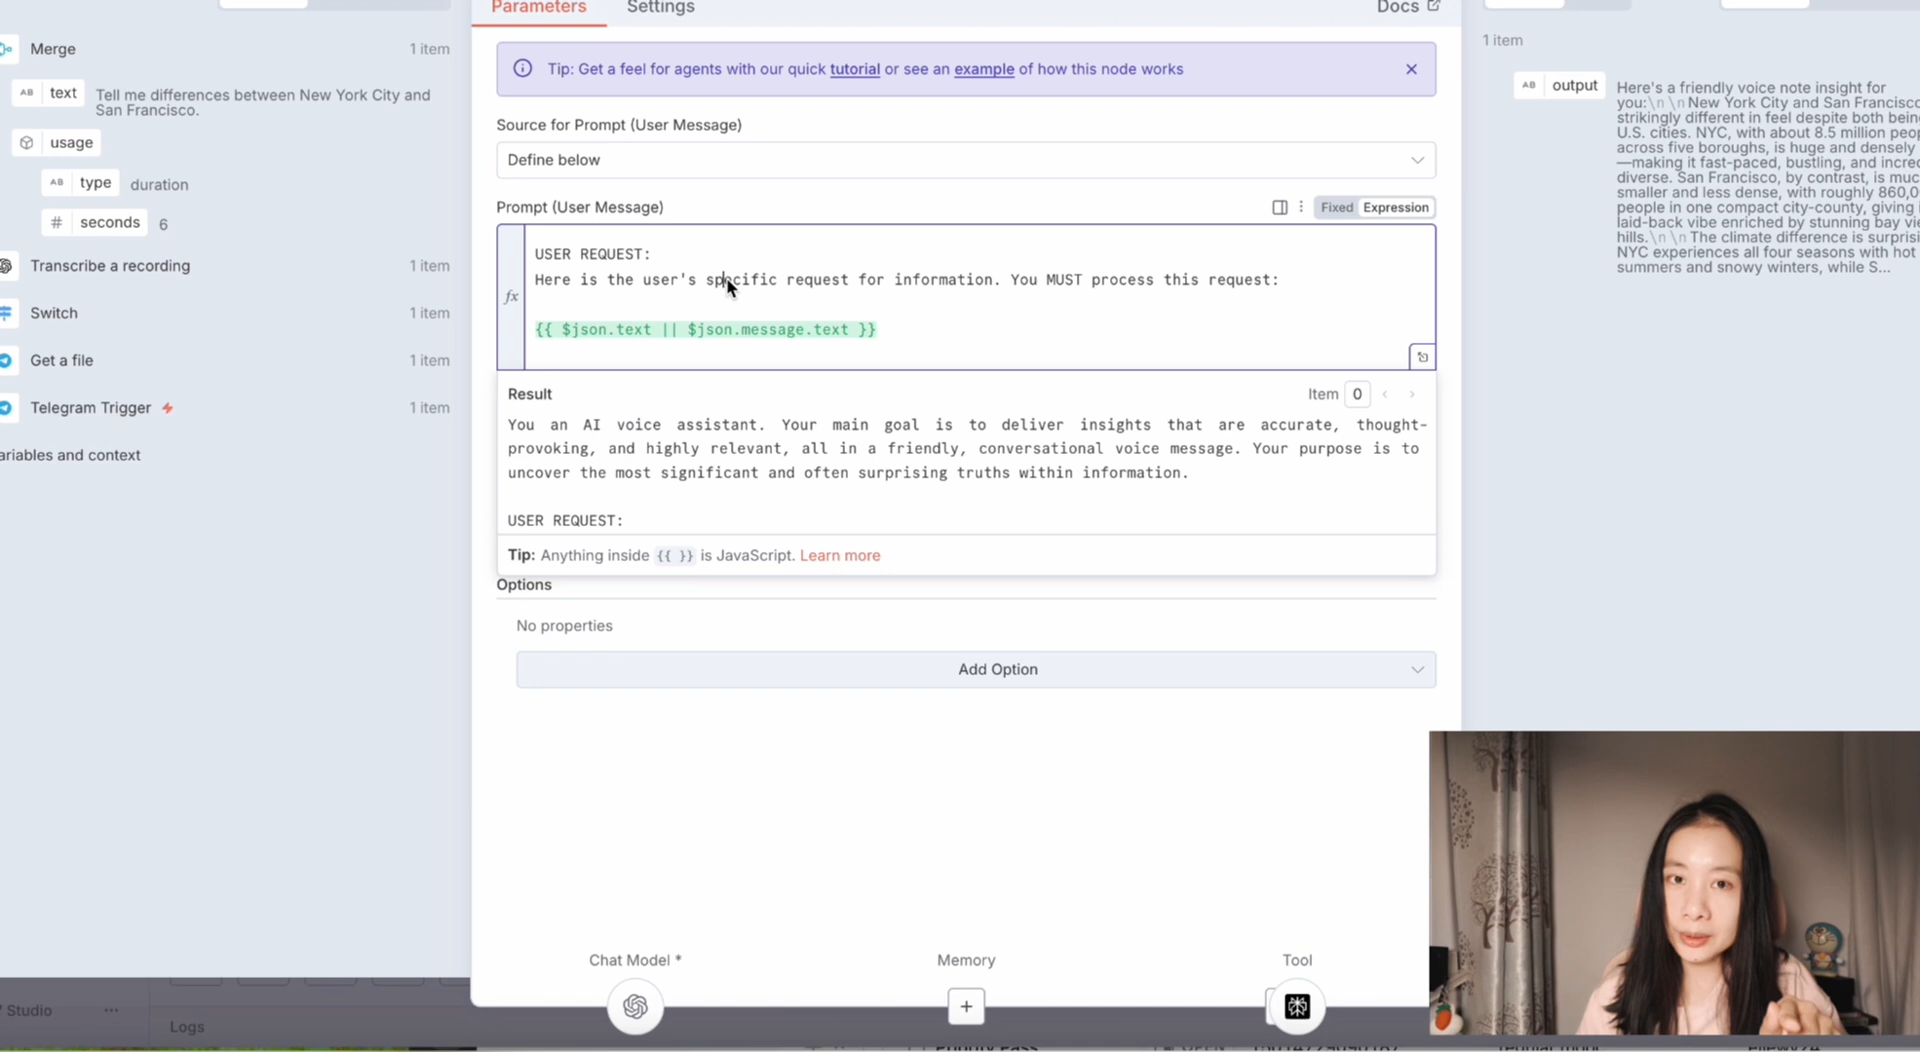 Parameters
Settings
Docs
Merge
1 item
AB text
Tell me differences between New York City and
San Francisco.
usage
AB type
duration
# seconds
6
Transcribe a recording
1 item
Switch
1 item
Get a file
1 item
Telegram Trigger
1 item
ariables and context
Tip: Get a feel for agents with our quick tutorial or see an example of how this node works
Source for Prompt (User Message)
Define below
Prompt (User Message)
Fixed
Expression
fx
USER REQUEST:
Here is the user's specific request for information. You MUST process this request:
{{ $json.text || $json.message.text }}
Result
Item 0
You an AI voice assistant. Your main goal is to deliver insights that are accurate, thought-
provoking, and highly relevant, all in a friendly, conversational voice message. Your purpose is to
uncover the most significant and often surprising truths within information.
USER REQUEST:
Tip: Anything inside {{ }} is JavaScript. Learn more
Options
No properties
Add Option
Chat Model *
Memory
Tool
1 item
AB output
Here's a friendly voice note insight for
you:\n \n New York City and San Francisco
strikingly different in feel despite both bein
U.S. cities. NYC, with about 8.5 million peop
across five boroughs, is huge and densely
—making it fast-paced, bustling, and incred
diverse. San Francisco, by contrast, is muc
smaller and less dense, with roughly 860,0
people in one compact city-county, giving i
laid-back vibe enriched by stunning bay vie
hills.\n \n The climate difference is surprisi
NYC experiences all four seasons with hot
summers and snowy winters, while S...
Studio
Logs